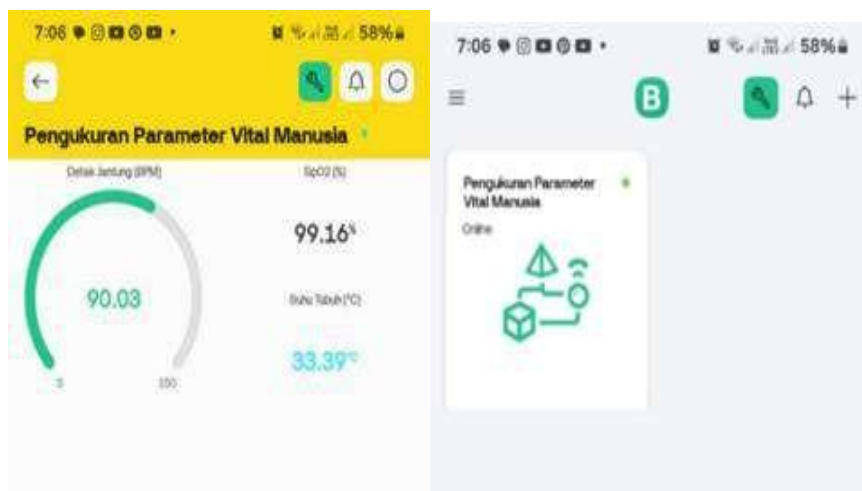 7:06
58%
Pengukuran Parameter Vital Manusia
Detak Jantung (BPM)
SpO2 (%)
99.16%
90.03
Suhu Tubuh (°C)
33.39°C
0
150
7:06
58%
B
Pengukuran Parameter
Vital Manusia
Online